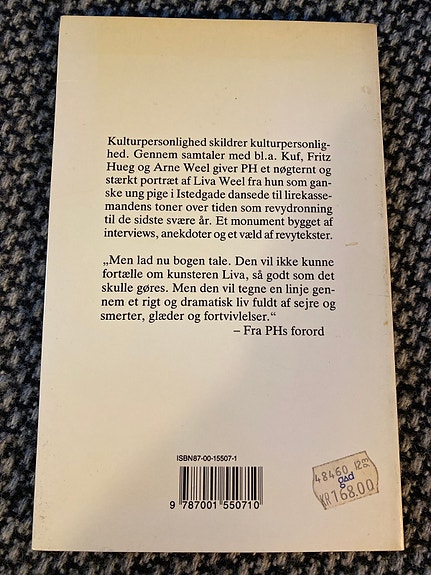 Kulturpersonlighed skildrer kulturpersonlig-
hed. Gennem samtaler med bl.a. Kuf, Fritz
Hueg og Arne Weel giver PH et nøgternt og
stærkt portræt af Liva Weel fra hun som gan-
ske ung pige i Istedgade dansede til lirekasse-
mandens toner over tiden som revydronning
til de sidste svære år. Et monument bygget af
interviews, anekdoter og et væld af revytekster.
„Men lad nu bogen tale. Den vil ikke kunne
fortælle om kunsteren Liva, så godt som det
skulle gøres. Men den vil tegne en linje gen-
nem et rigt og dramatisk liv fuldt af sejre og
smerter, glæder og fortvivlelser.“
– Fra PHs forord
ISBN87-00-15507-1
9 788700 155071
48460
gad
KR 168.00